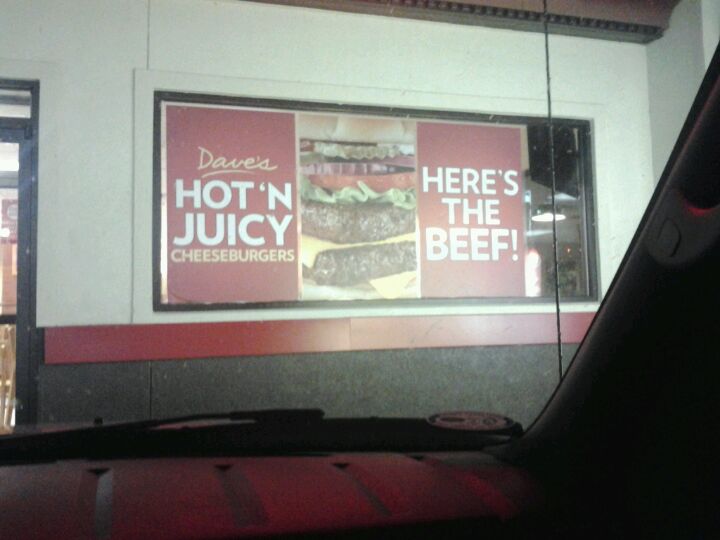 Dave's
HOT 'N
JUICY
CHEESEBURGERS
HERE'S
THE
BEEF!